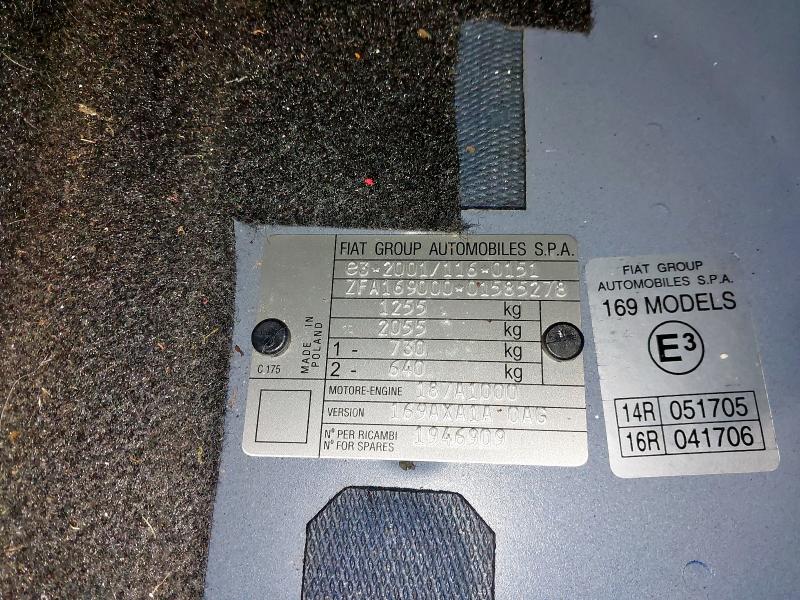 FIAT GROUP AUTOMOBILES S.P.A.
e3-2001/116-0151
ZFA169000-01585278
1255 kg
2055 kg
1 - 730 kg
2 - 640 kg
MADE IN
POLAND
C 175
MOTORE-ENGINE 187A1000
VERSION 169AXA1A 0AG
N° PER RICAMBI
N° FOR SPARES 1946909
FIAT GROUP
AUTOMOBILES S.P.A.
169 MODELS
E3
14R 051705
16R 041706